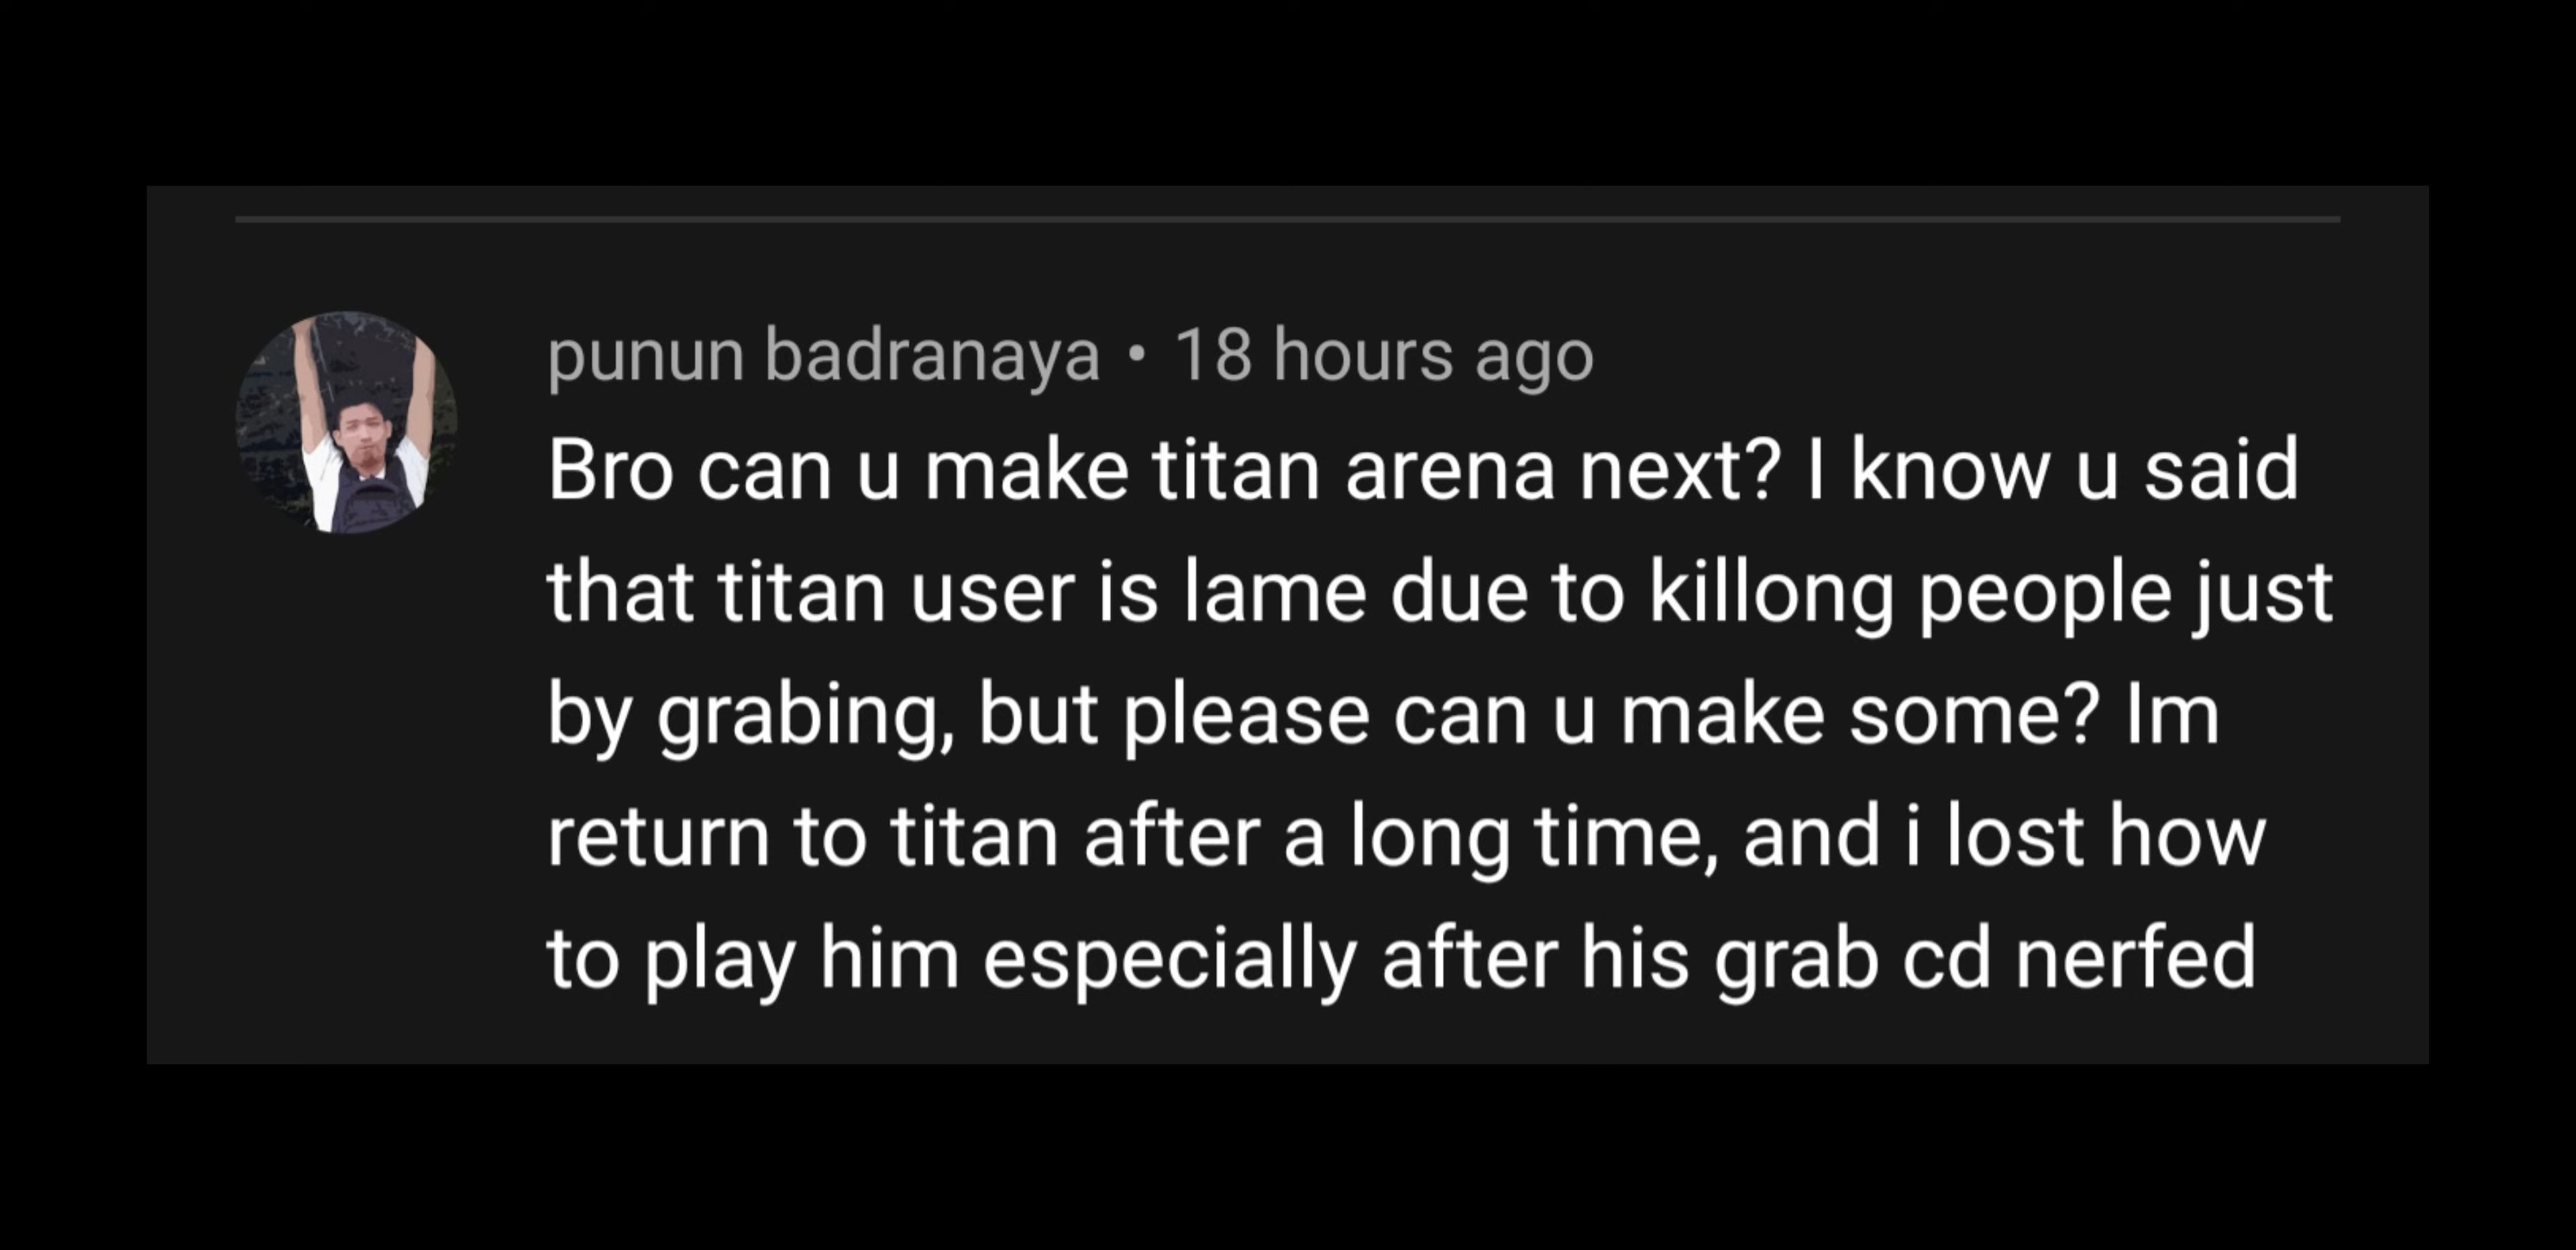 punun badranaya • 18 hours ago
Bro can u make titan arena next? I know u said
that titan user is lame due to killong people just
by grabing, but please can u make some? Im
return to titan after a long time, and i lost how
to play him especially after his grab cd nerfed